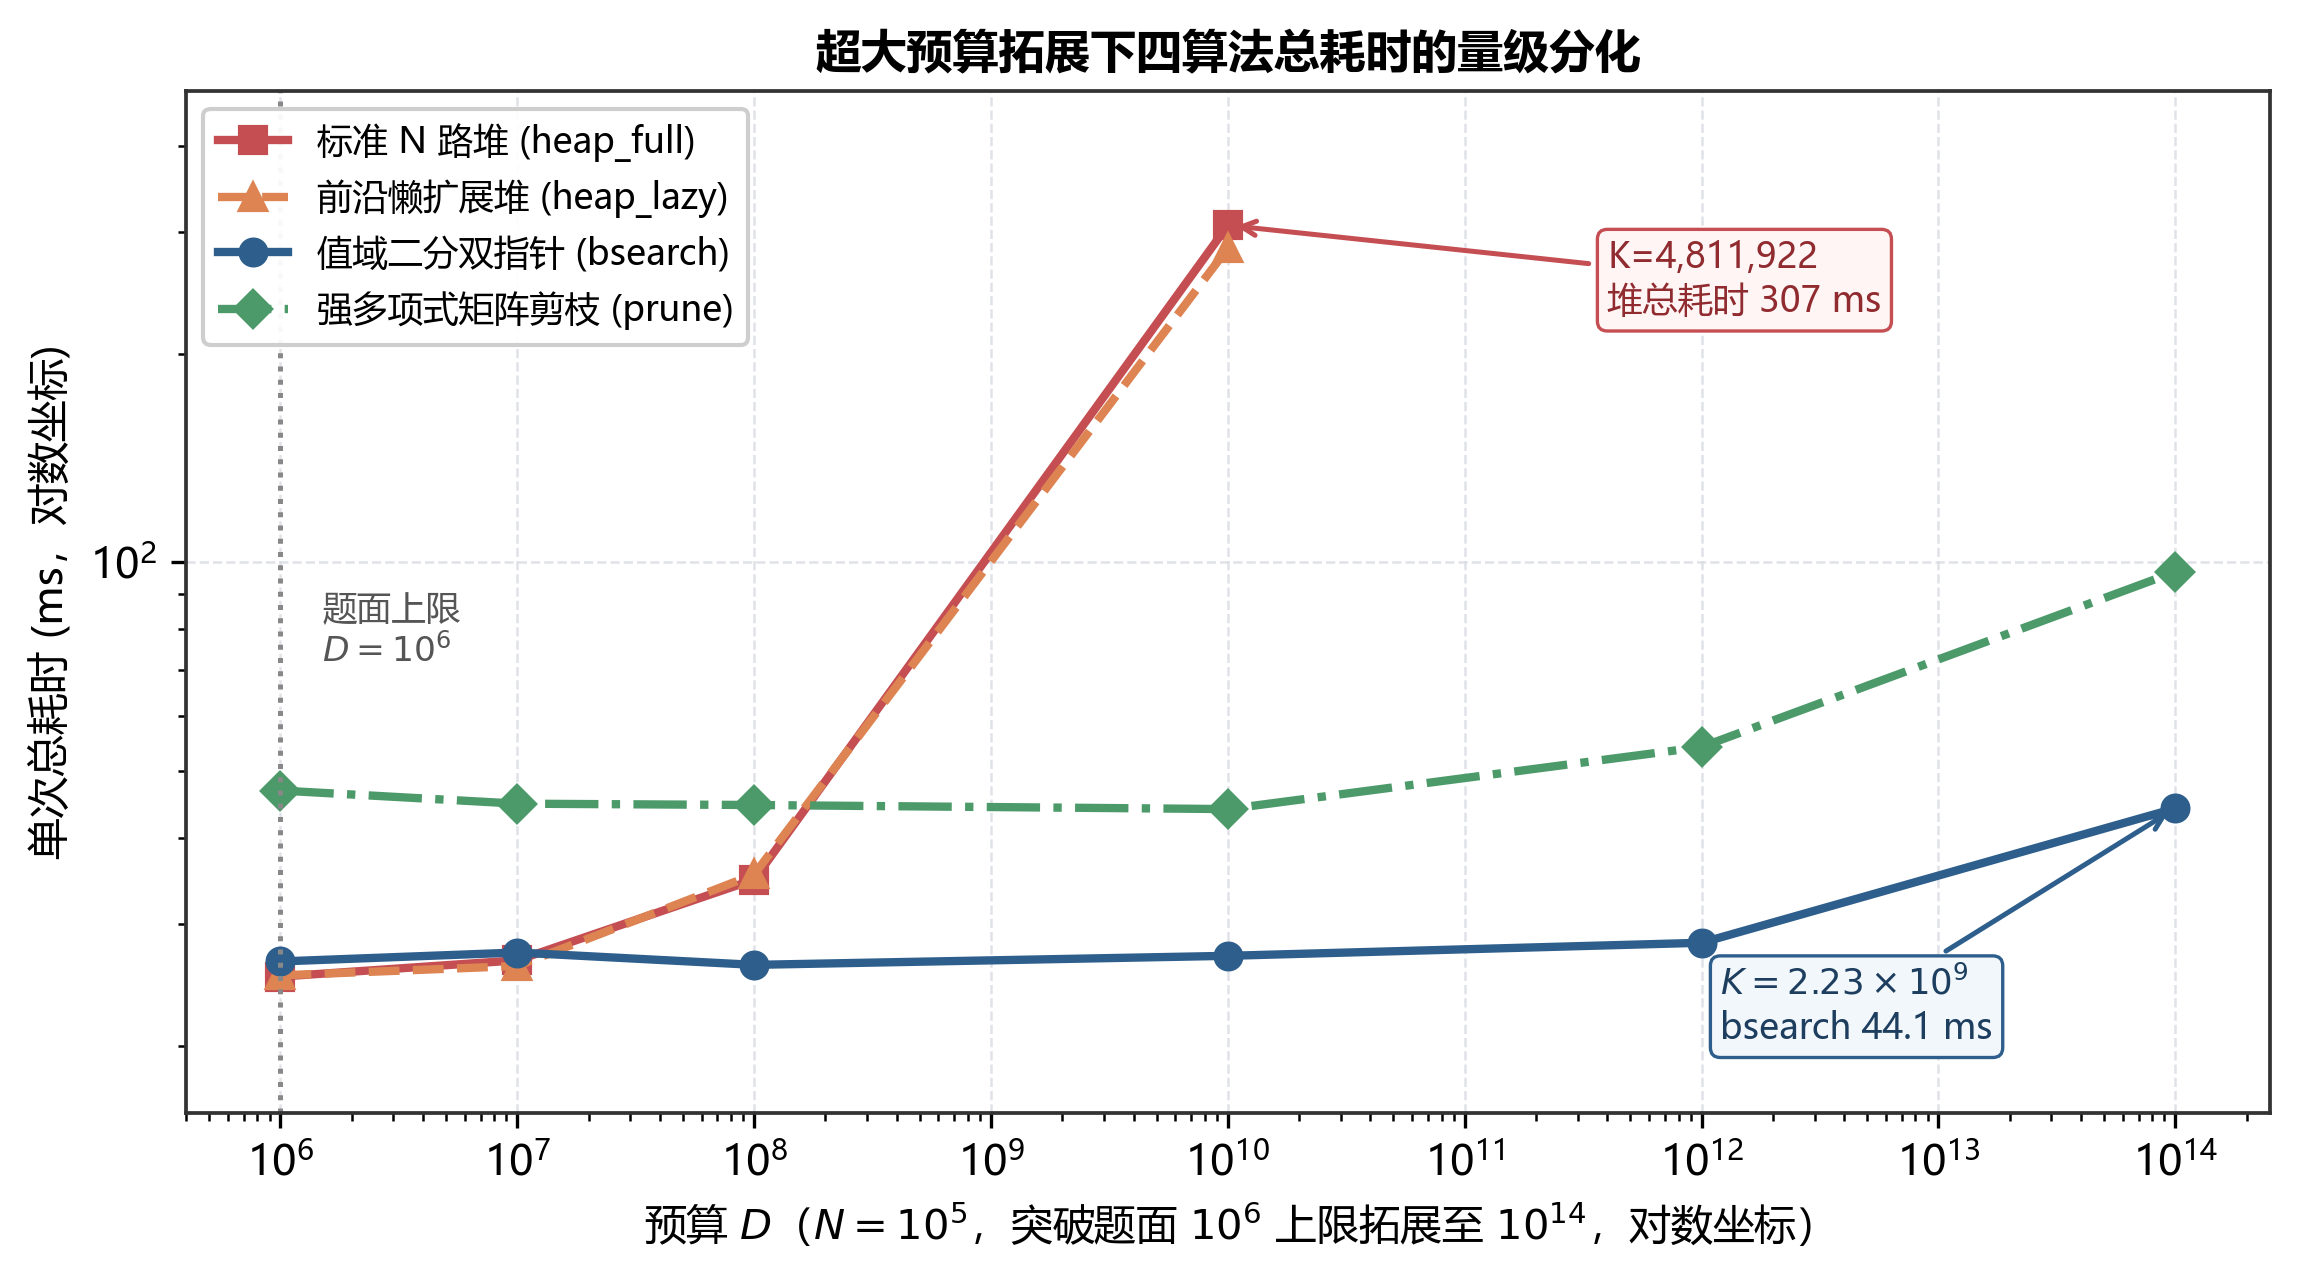 超大预算拓展下四算法总耗时的量级分化
标准 N 路堆 (heap_full)
前沿懒扩展堆 (heap_lazy)
值域二分双指针 (bsearch)
强多项式矩阵剪枝 (prune)
K=4,811,922
堆总耗时 307 ms
单次总耗时 (ms，对数坐标)
10²
题面上限
D = 10⁶
K = 2.23 × 10⁹
bsearch 44.1 ms
10⁶ 10⁷ 10⁸ 10⁹ 10¹⁰ 10¹¹ 10¹² 10¹³ 10¹⁴
预算 D（N = 10⁵，突破题面 10⁶ 上限拓展至 10¹⁴，对数坐标）